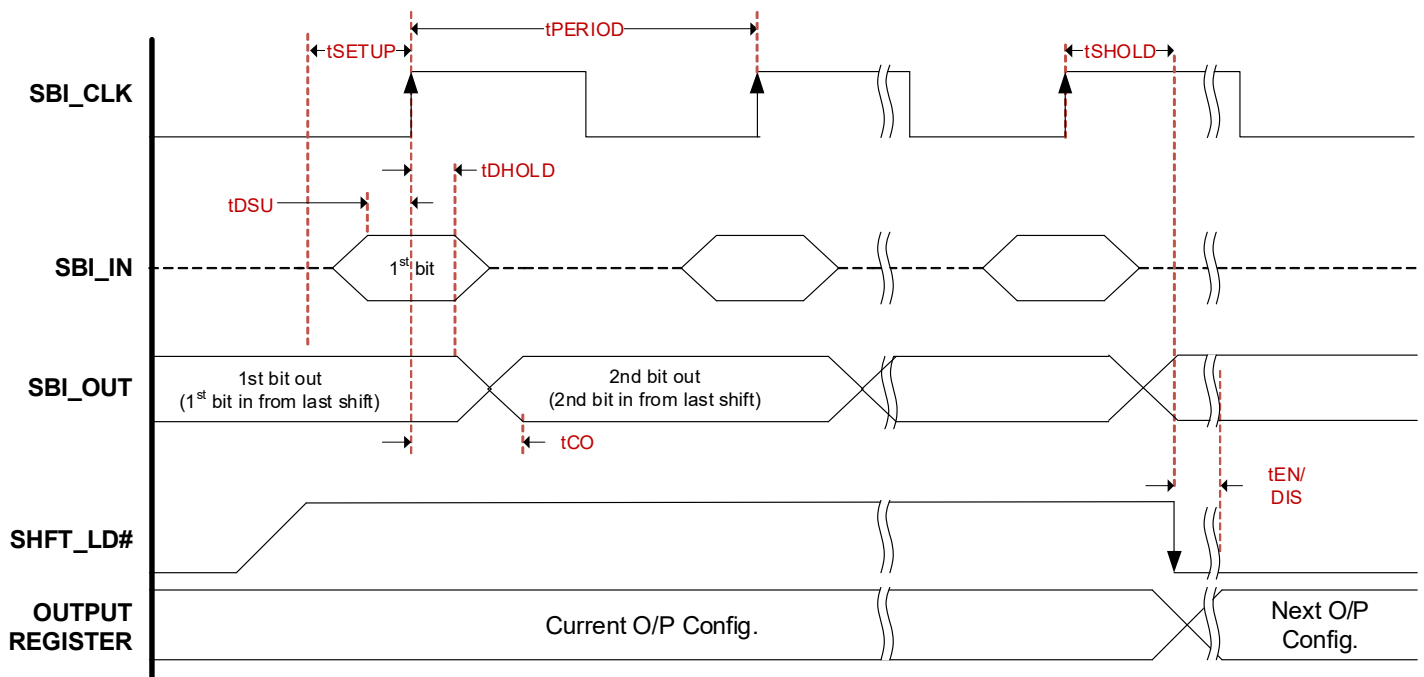 tPERIOD
tSETUP
tSHOLD
SBI_CLK
tDHOLD
tDSU
SBI_IN
1st bit
SBI_OUT
1st bit out
(1st bit in from last shift)
2nd bit out
(2nd bit in from last shift)
tCO
tEN/
DIS
SHFT_LD#
OUTPUT
REGISTER
Current O/P Config.
Next O/P
Config.